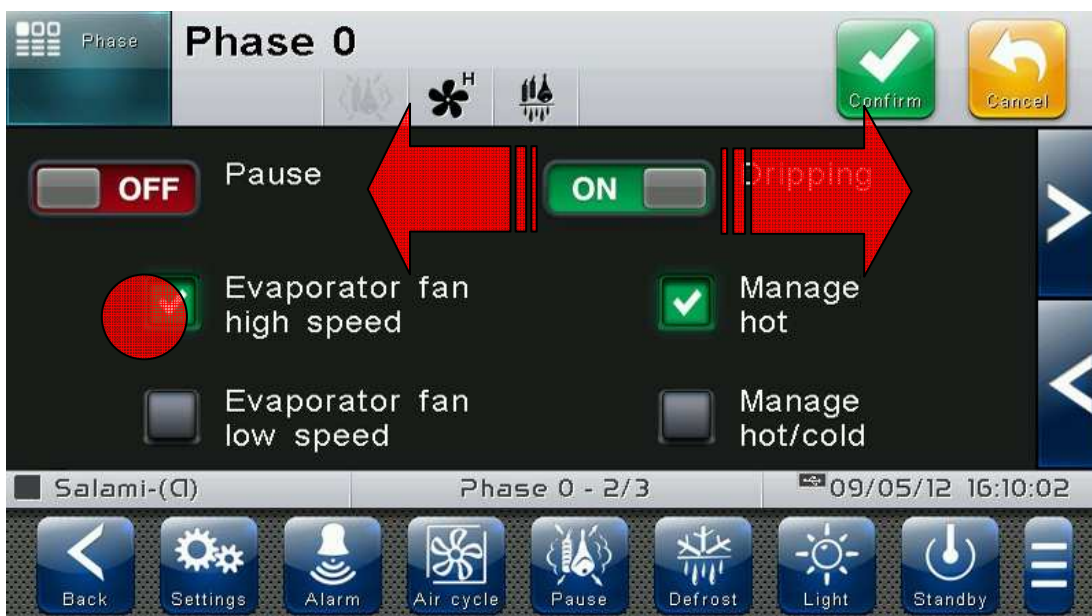 Phase
Phase 0
H
Confirm
Cancel
OFF
Pause
ON
Dripping
Evaporator fan
high speed
Manage
hot
Evaporator fan
low speed
Manage
hot/cold
Salami-(A)
Phase 0 - 2/3
09/05/12 16:10:02
Back
Settings
Alarm
Air cycle
Pause
Defrost
Light
Standby